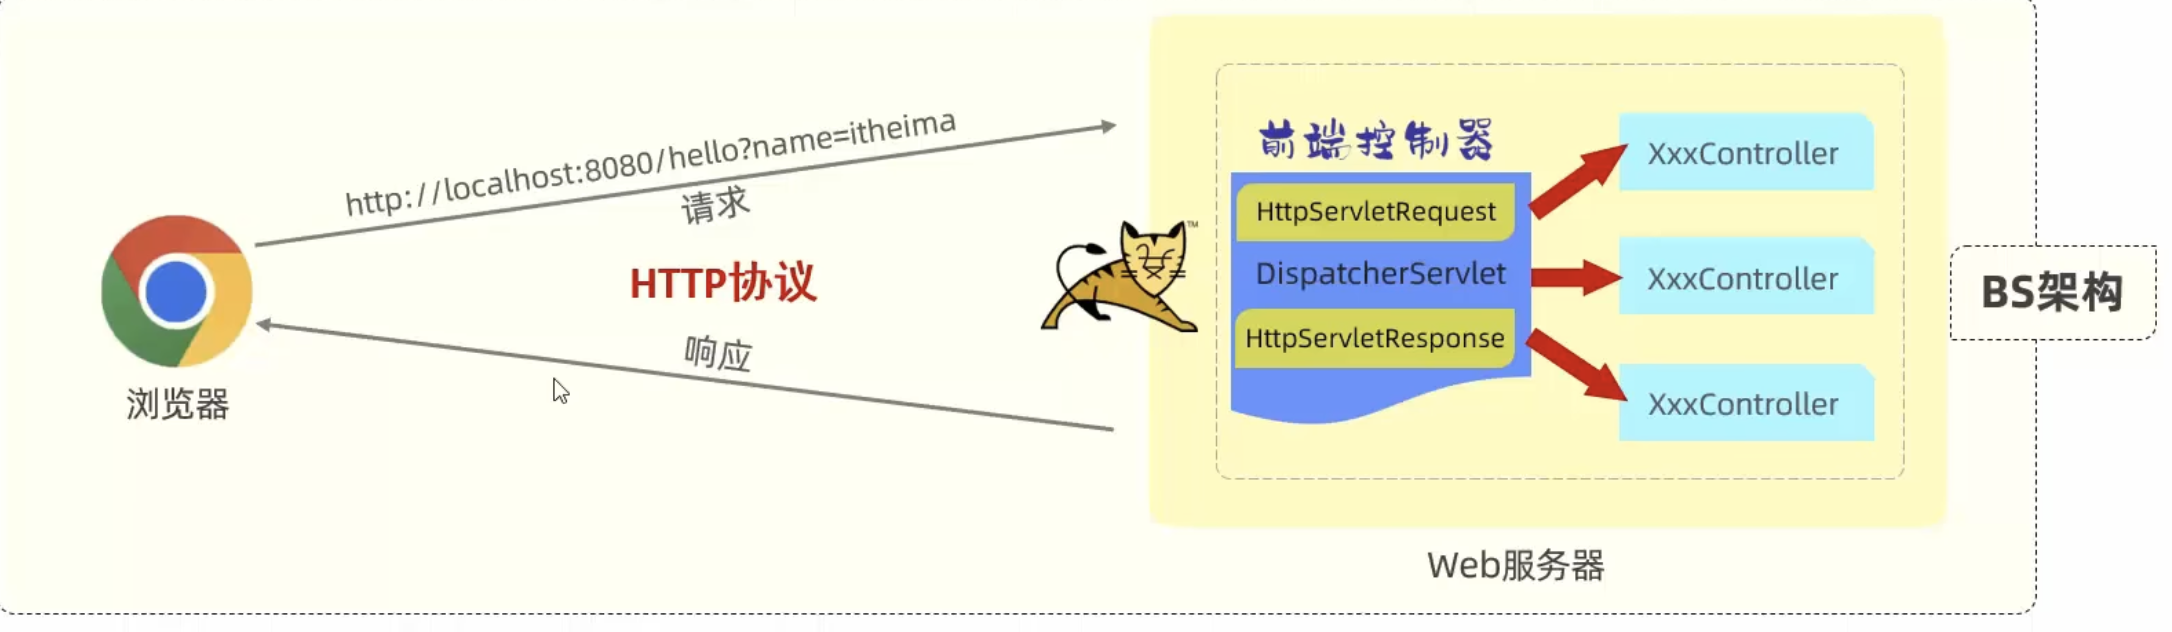 http://localhost:8080/hello?name=itheima
请求
HTTP协议
响应
浏览器
TM
前端控制器
HttpServletRequest
DispatcherServlet
HttpServletResponse
XxxController
XxxController
XxxController
Web服务器
BS架构